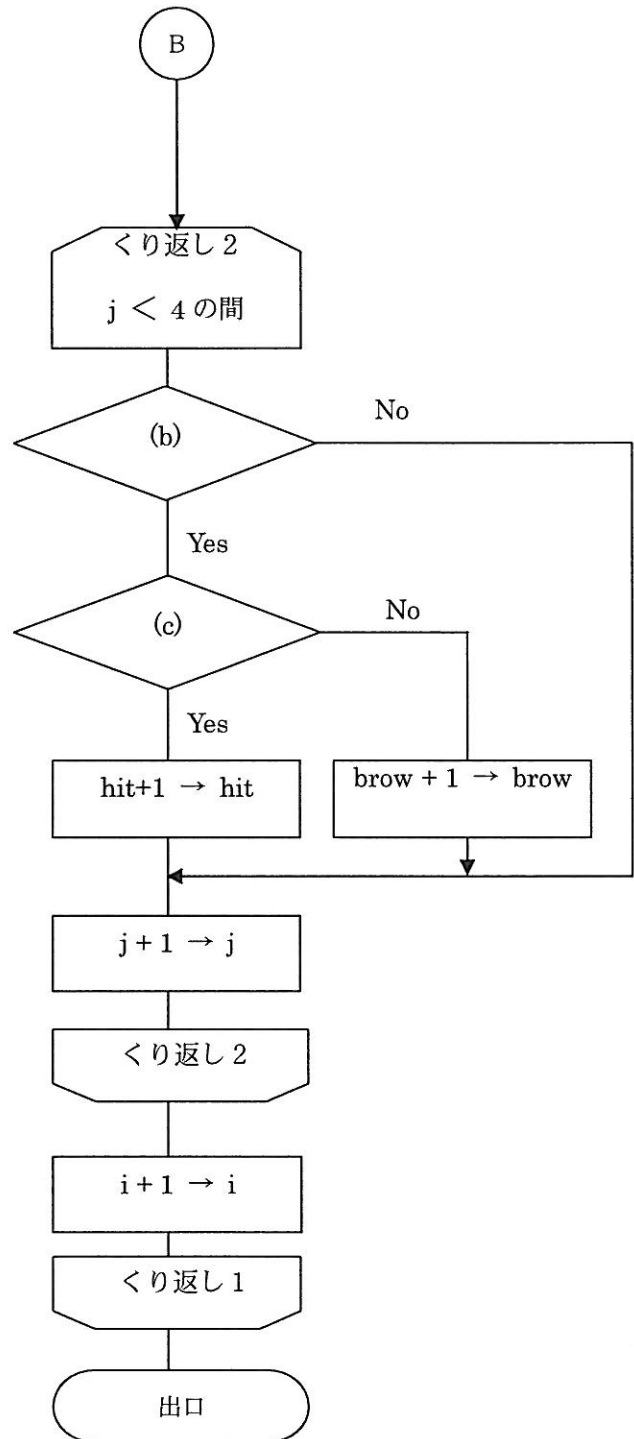 B
くり返し 2
j < 4 の間
(b)
No
Yes
(c)
No
Yes
hit+1 → hit
brow + 1 → brow
j + 1 → j
くり返し 2
i + 1 → i
くり返し 1
出口